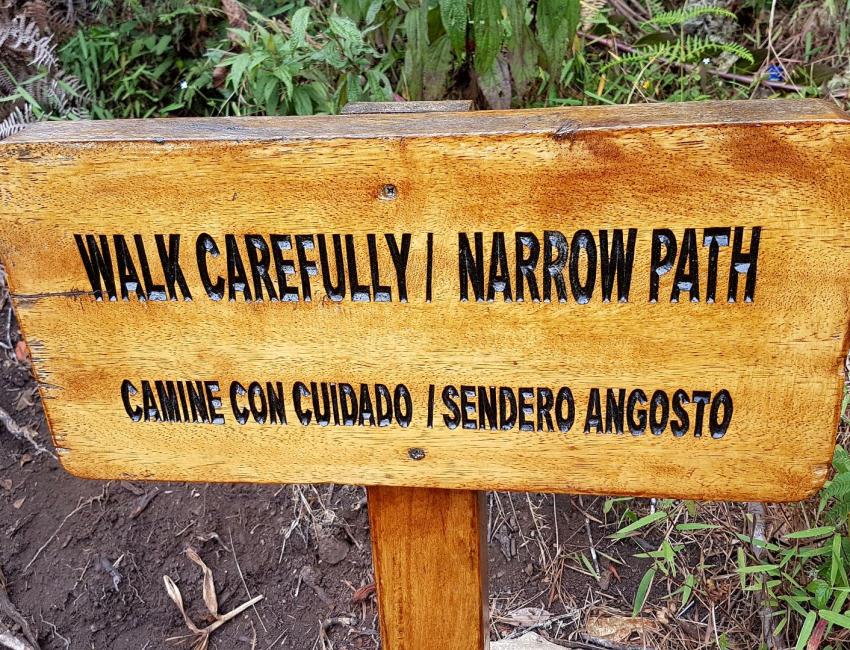 WALK CAREFULLY | NARROW PATH
CAMINE CON CUIDADO | SENDERO ANGOSTO